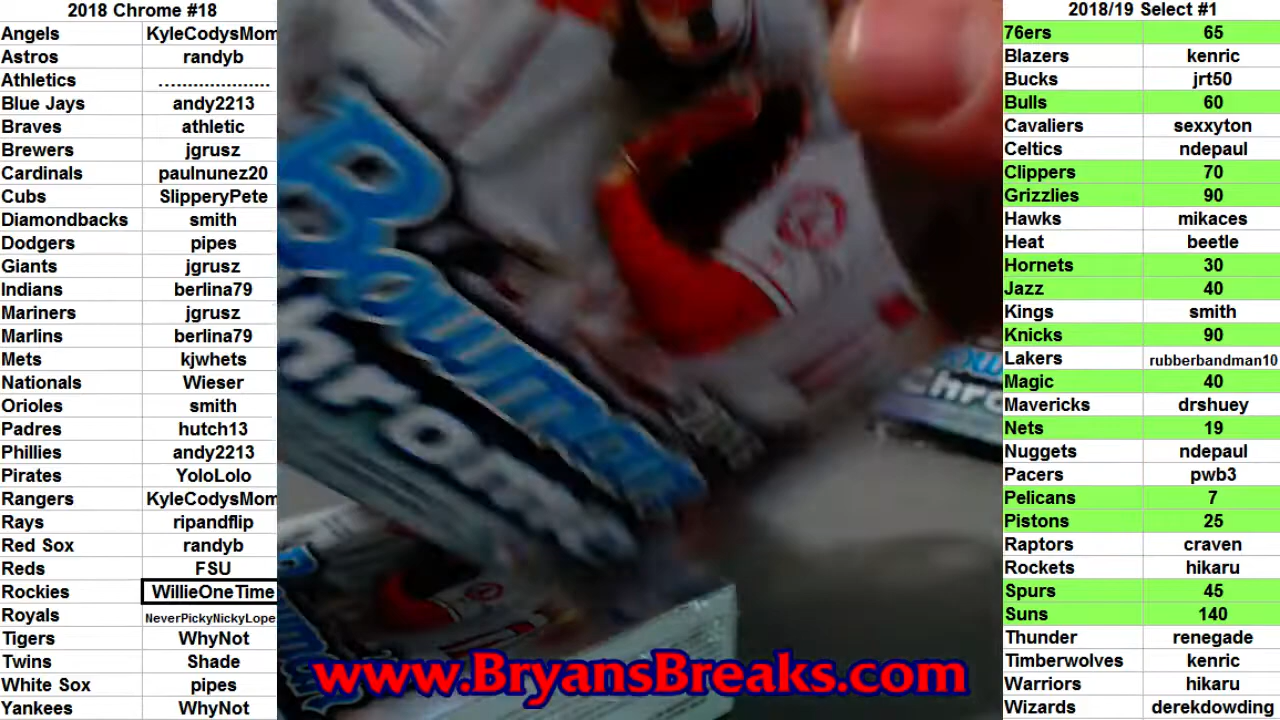 2018 Chrome #18
Angels KyleCodysMom
Astros randyb
Athletics ....................
Blue Jays andy2213
Braves athletic
Brewers jgrusz
Cardinals paulnunez20
Cubs SlipperyPete
Diamondbacks smith
Dodgers pipes
Giants jgrusz
Indians berlina79
Mariners jgrusz
Marlins berlina79
Mets kjwhets
Nationals Wieser
Orioles smith
Padres hutch13
Phillies andy2213
Pirates YoloLolo
Rangers KyleCodysMom
Rays ripandflip
Red Sox randyb
Reds FSU
Rockies WillieOneTime
Royals NeverPickyNickyLope
Tigers WhyNot
Twins Shade
White Sox pipes
Yankees WhyNot
Bowman
Chrome
www.BryansBreaks.com
2018/19 Select #1
76ers 65
Blazers kenric
Bucks jrt50
Bulls 60
Cavaliers sexxyton
Celtics ndepaul
Clippers 70
Grizzlies 90
Hawks mikaces
Heat beetle
Hornets 30
Jazz 40
Kings smith
Knicks 90
Lakers rubberbandman10
Magic 40
Mavericks drshuey
Nets 19
Nuggets ndepaul
Pacers pwb3
Pelicans 7
Pistons 25
Raptors craven
Rockets hikaru
Spurs 45
Suns 140
Thunder renegade
Timberwolves kenric
Warriors hikaru
Wizards derekdowding